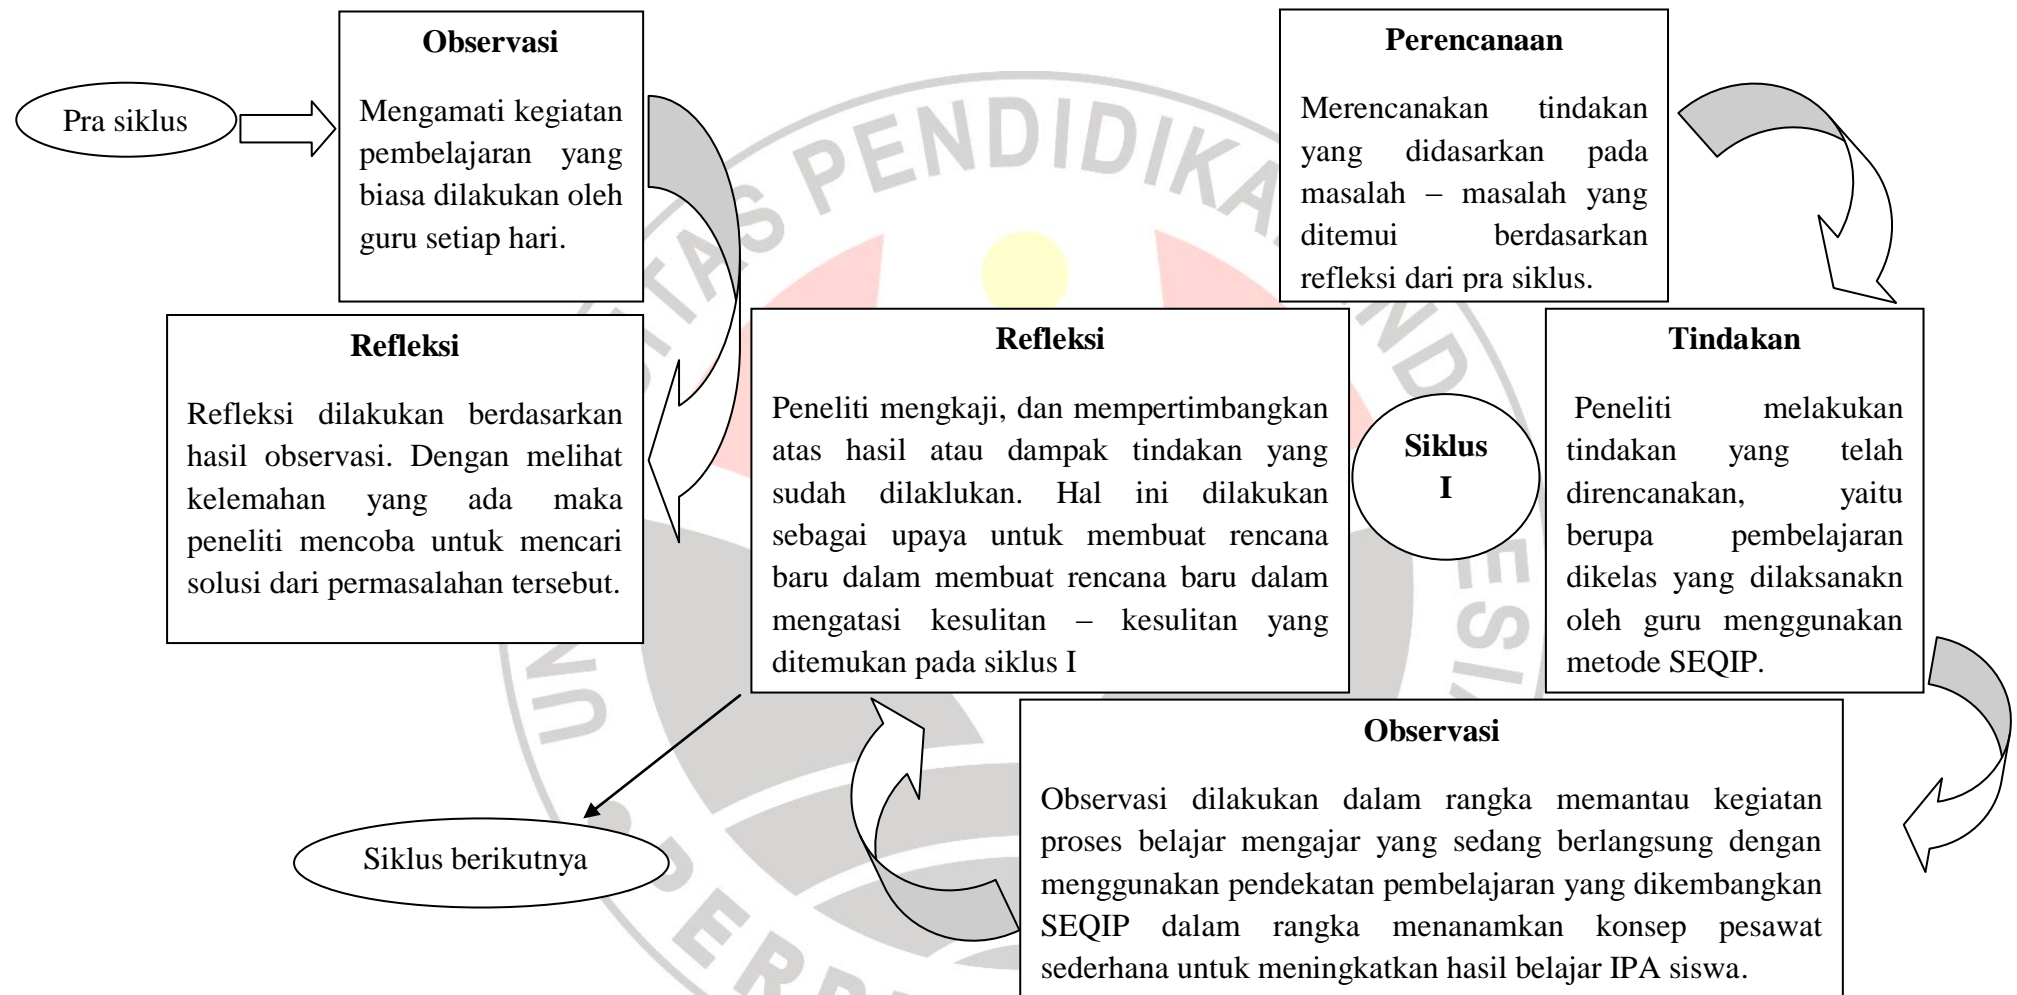 Pra siklus
Observasi
Mengamati kegiatan
pembelajaran yang
biasa dilakukan oleh
guru setiap hari.
Refleksi
Refleksi dilakukan berdasarkan
hasil observasi. Dengan melihat
kelemahan yang ada maka
peneliti mencoba untuk mencari
solusi dari permasalahan tersebut.
Perencanaan
Merencanakan tindakan
yang didasarkan pada
masalah – masalah yang
ditemui berdasarkan
refleksi dari pra siklus.
Siklus
I
Tindakan
Peneliti melakukan
tindakan yang telah
direncanakan, yaitu
berupa pembelajaran
dikelas yang dilaksanakn
oleh guru menggunakan
metode SEQIP.
Observasi
Observasi dilakukan dalam rangka memantau kegiatan
proses belajar mengajar yang sedang berlangsung dengan
menggunakan pendekatan pembelajaran yang dikembangkan
SEQIP dalam rangka menanamkan konsep pesawat
sederhana untuk meningkatkan hasil belajar IPA siswa.
Refleksi
Peneliti mengkaji, dan mempertimbangkan
atas hasil atau dampak tindakan yang
sudah dilaklukan. Hal ini dilakukan
sebagai upaya untuk membuat rencana
baru dalam membuat rencana baru dalam
mengatasi kesulitan – kesulitan yang
ditemukan pada siklus I
Siklus berikutnya